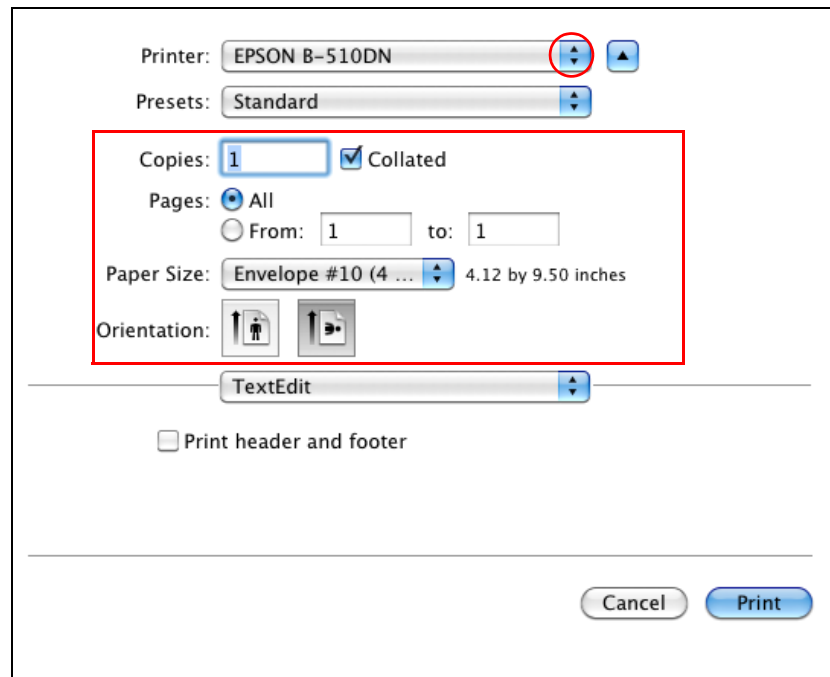 Printer: EPSON B-510DN
Presets: Standard
Copies: 1 Collated
Pages: All
From: 1 to: 1
Paper Size: Envelope #10 (4 ... 4.12 by 9.50 inches
Orientation:
TextEdit
Print header and footer
Cancel Print